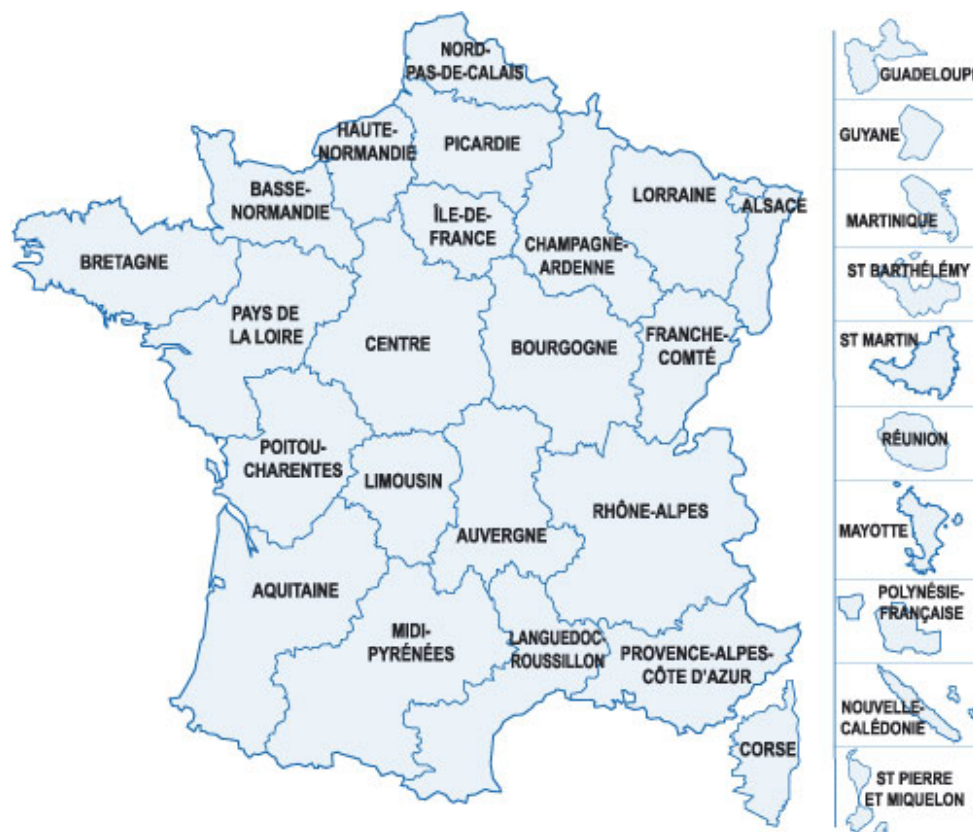 NORD-
PAS-DE-CALAIS
HAUTE-
NORMANDIE
PICARDIE
BASSE-
NORMANDIE
ÎLE-DE-
FRANCE
LORRAINE
ALSACE
CHAMPAGNE-
ARDENNE
BRETAGNE
PAYS DE
LA LOIRE
CENTRE
BOURGOGNE
FRANCHE-
COMTÉ
POITOU-
CHARENTES
LIMOUSIN
AUVERGNE
RHÔNE-ALPES
AQUITAINE
MIDI-
PYRÉNÉES
LANGUEDOC-
ROUSSILLON
PROVENCE-ALPES-
CÔTE D'AZUR
CORSE
GUADELOUPE
GUYANE
MARTINIQUE
ST BARTHÉLÉMY
ST MARTIN
RÉUNION
MAYOTTE
POLYNÉSIE-
FRANÇAISE
NOUVELLE-
CALÉDONIE
ST PIERRE
ET MIQUELON